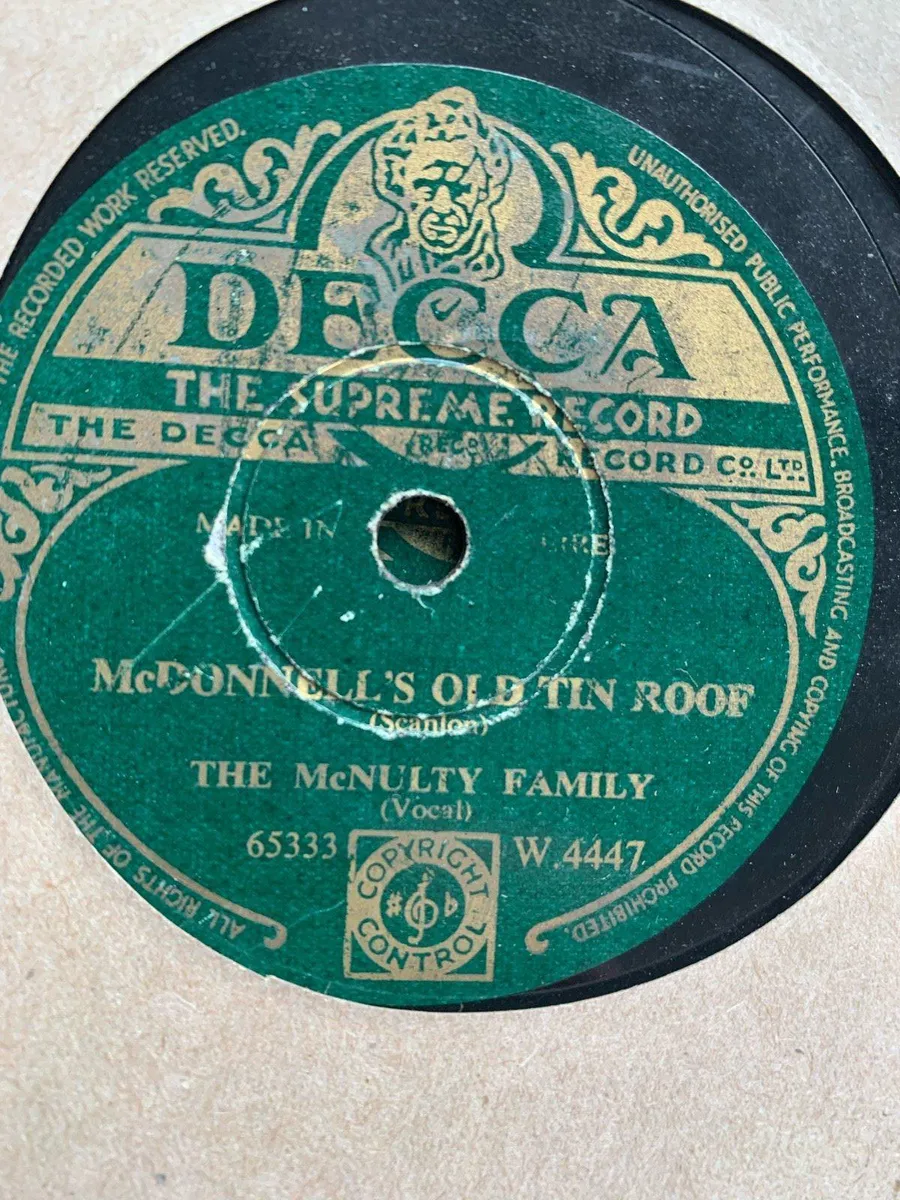 ALL RIGHTS OF THE MANUFACTURER
THE RECORDED WORK RESERVED.
UNAUTHORISED PUBLIC PERFORMANCE, BROADCASTING AND COPYING OF THIS RECORD PROHIBITED.
DECCA
THE SUPREME RECORD
THE DECCA RECORD CO. LTD.
MADE IN
McDONNELL'S OLD TIN ROOF
(Scanlon)
THE McNULTY FAMILY
(Vocal)
65333 W.4447
COPYRIGHT
# b
CONTROL